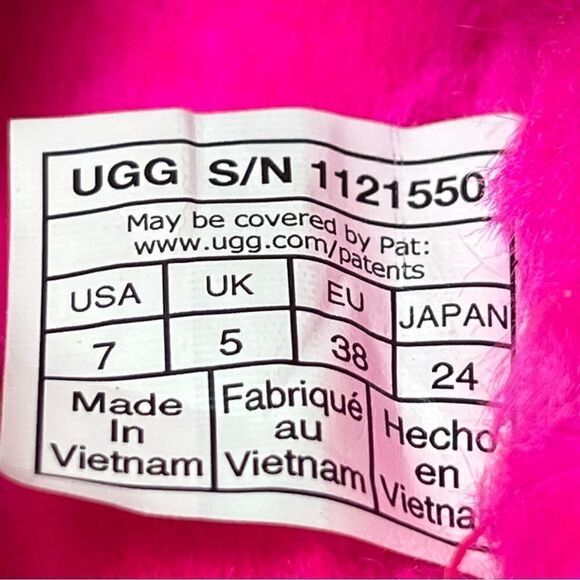 UGG S/N 1121550
May be covered by Pat:
www.ugg.com/patents
USA UK EU JAPAN
7 5 38 24
Made In Vietnam
Fabriqué au Vietnam
Hecho en Vietna